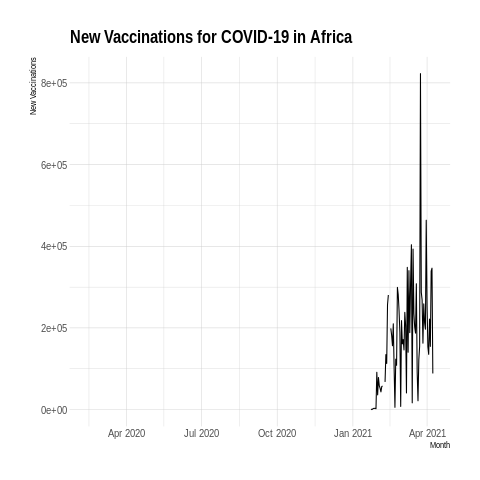 New Vaccinations for COVID-19 in Africa
New Vaccinations
8e+05
6e+05
4e+05
2e+05
0e+00
Apr 2020 Jul 2020 Oct 2020 Jan 2021 Apr 2021
Month